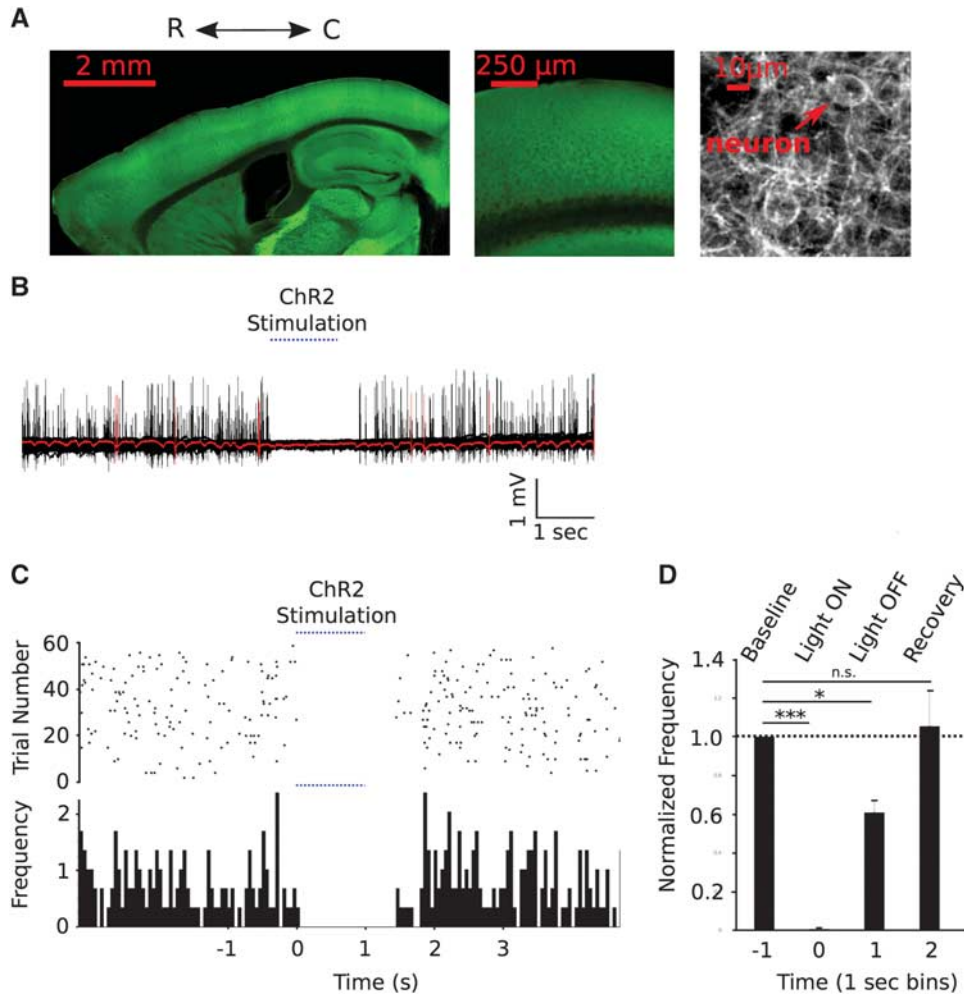 A
R C
2 mm
250 µm
10µm
neuron
B
ChR2
Stimulation
1 mV
1 sec
C
ChR2
Stimulation
Trial Number
60
40
20
0
Frequency
2
1
0
-1 0 1 2 3
Time (s)
D
Baseline
Light ON
Light OFF
Recovery
Normalized Frequency
1.4
1.0
0.6
0.2
0
n.s.
*
***
-1 0 1 2
Time (1 sec bins)